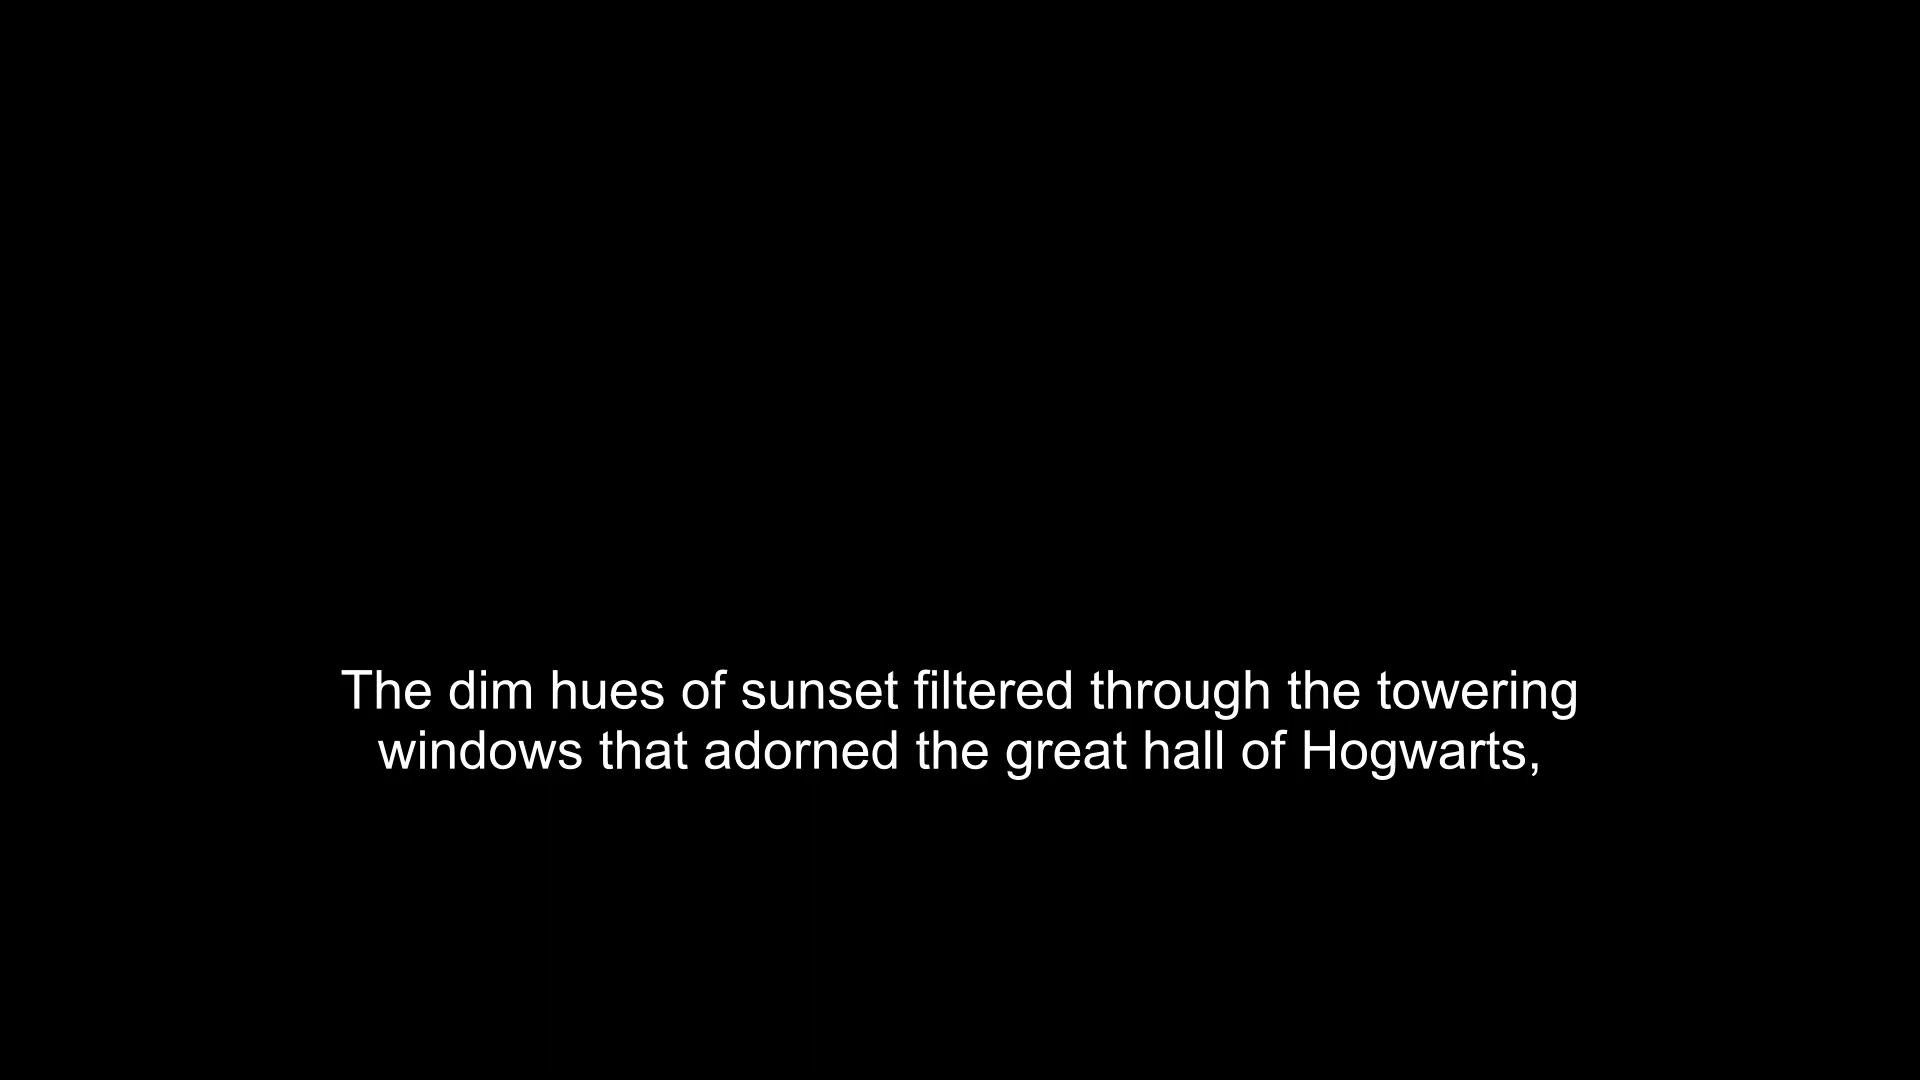 The dim hues of sunset filtered through the towering
windows that adorned the great hall of Hogwarts,